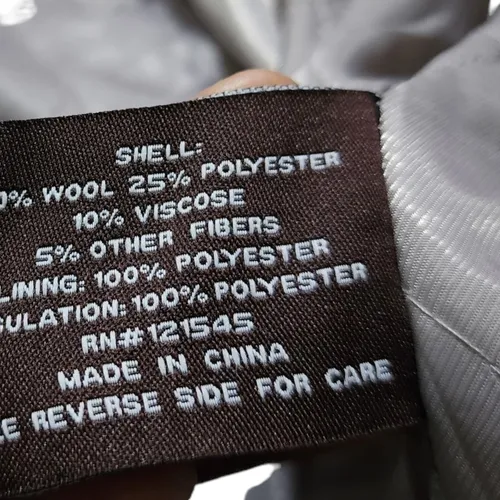 SHELL:
0% WOOL 25% POLYESTER
10% VISCOSE
5% OTHER FIBERS
LINING: 100% POLYESTER
SULATION: 100% POLYESTER
RN#121545
MADE IN CHINA
E REVERSE SIDE FOR CARE